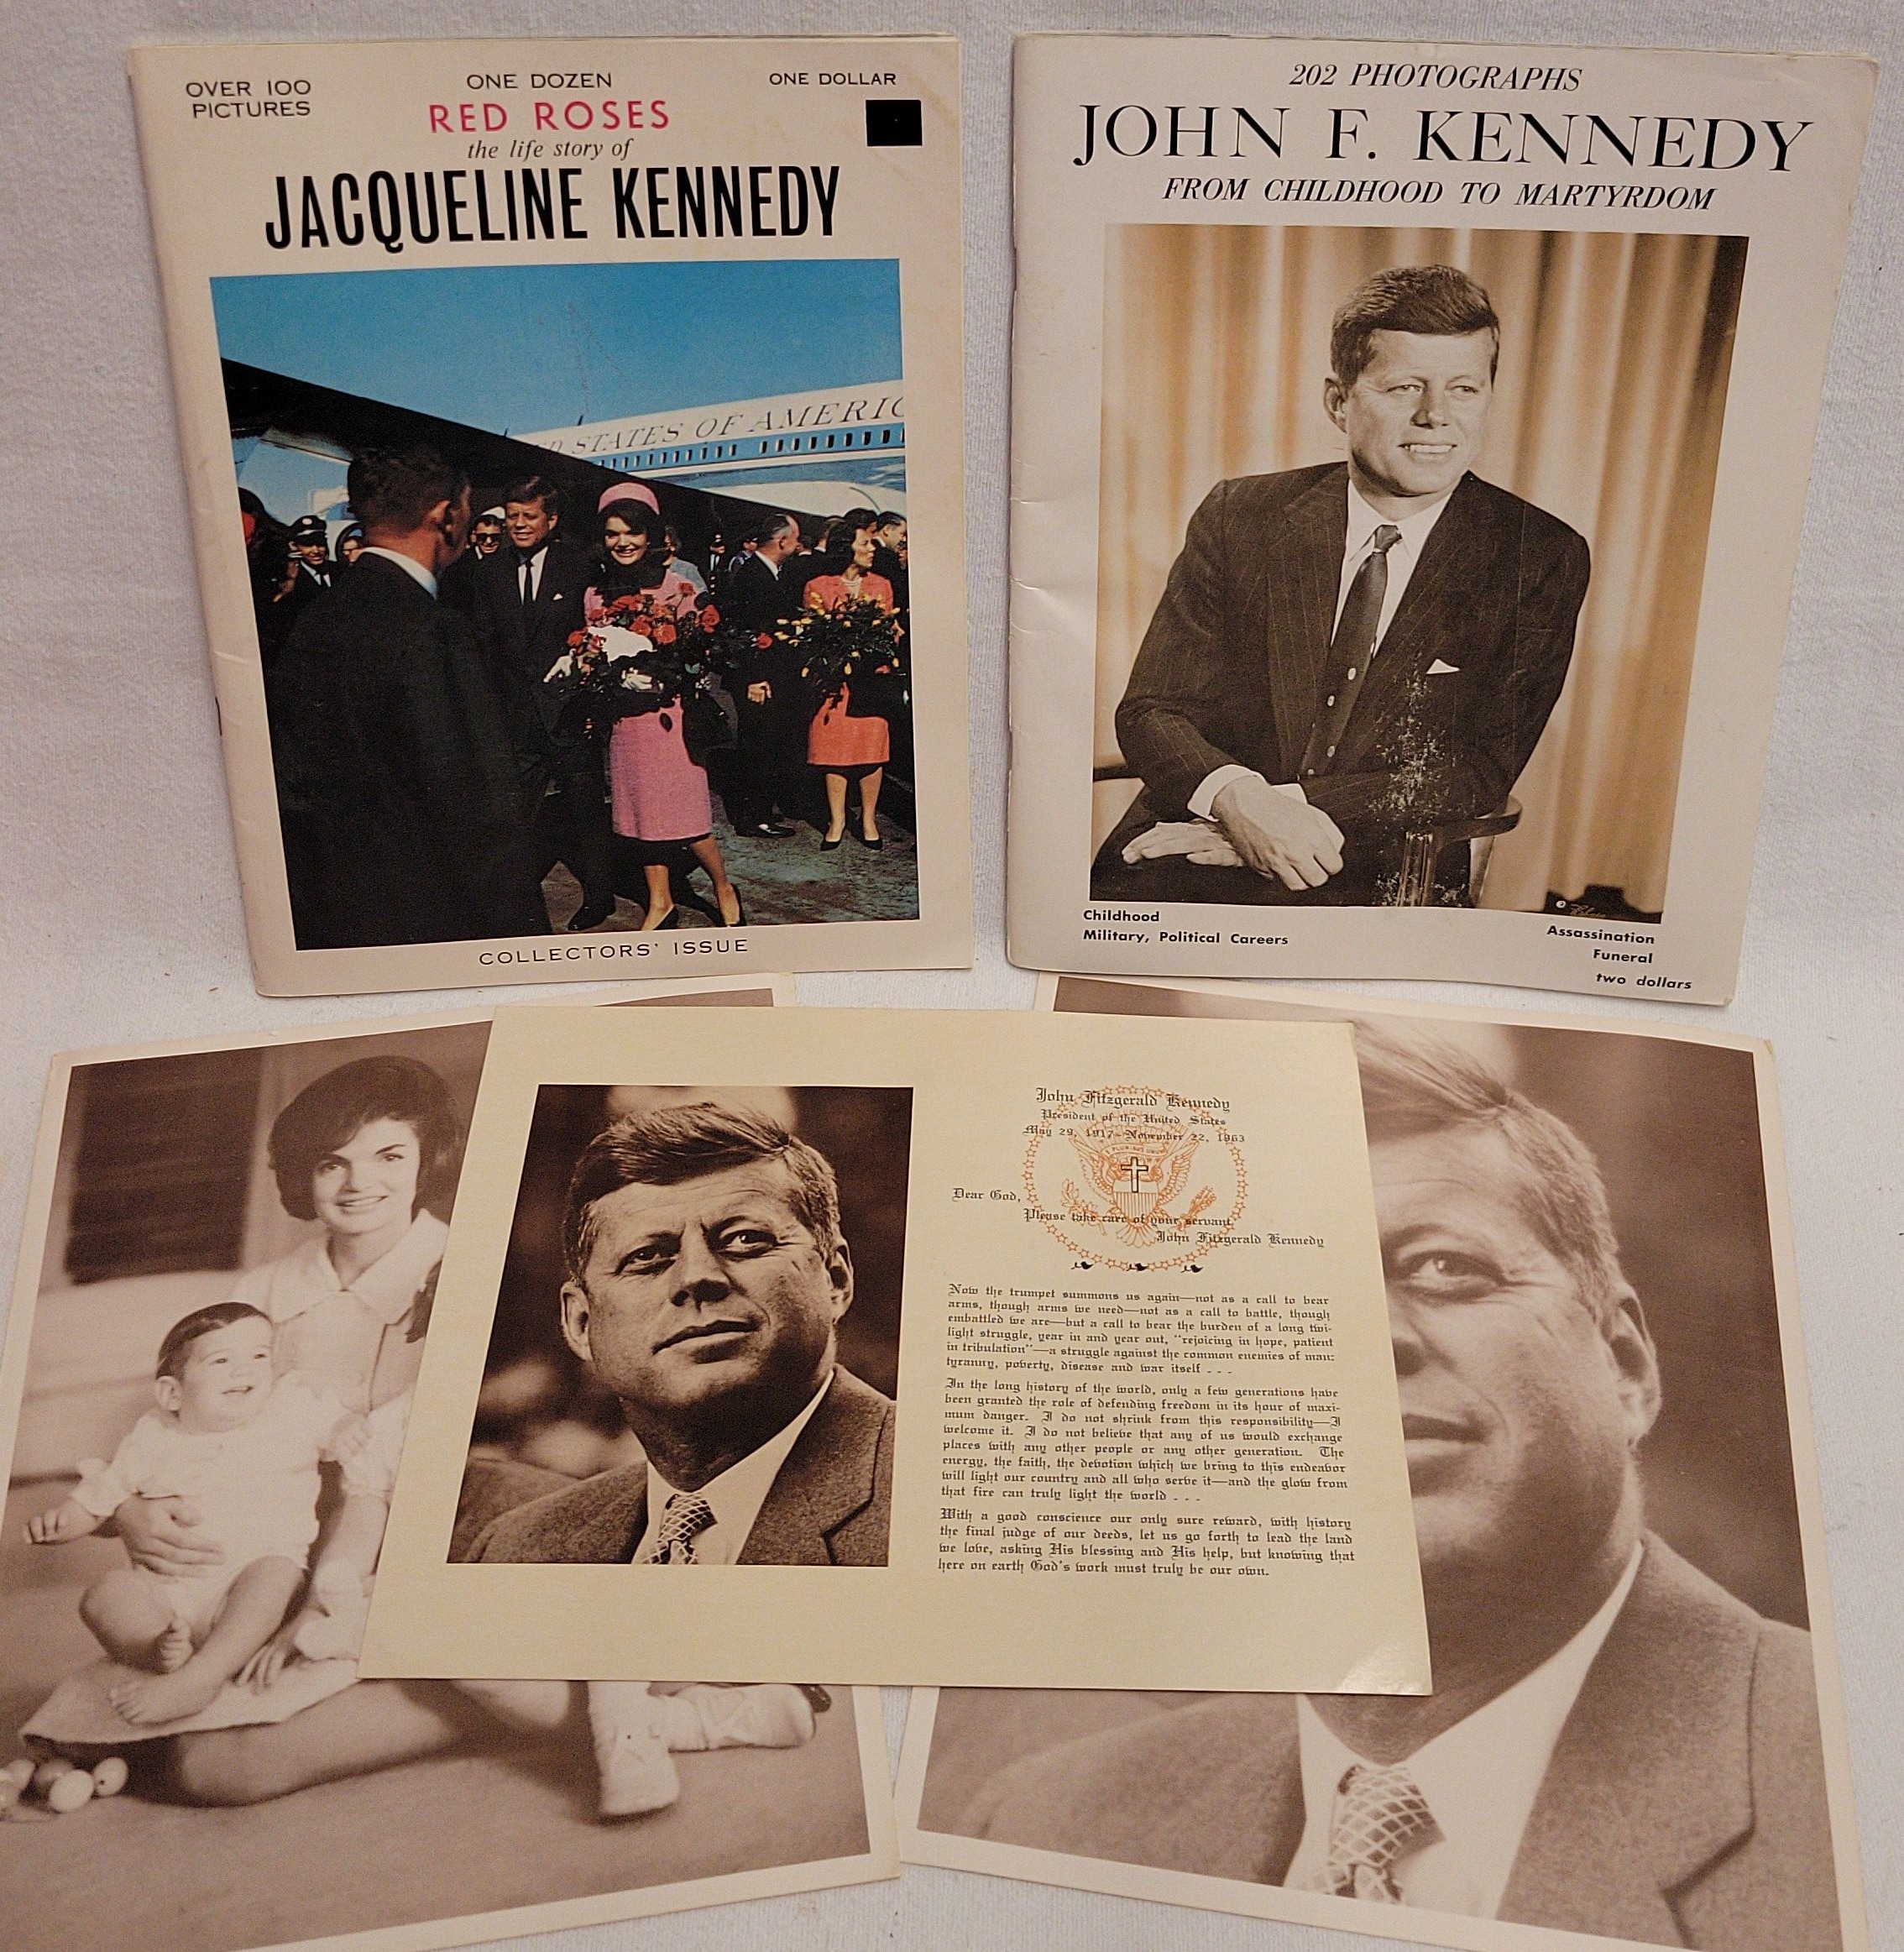 OVER 100
PICTURES
ONE DOZEN
RED ROSES
the life story of
JACQUELINE KENNEDY
ONE DOLLAR
STATES OF AMERIC
COLLECTORS' ISSUE
202 PHOTOGRAPHS
JOHN F. KENNEDY
FROM CHILDHOOD TO MARTYRDOM
Childhood
Military, Political Careers
Assassination
Funeral
two dollars
John Fitzgerald Kennedy
President of the United States
May 29, 1917-November 22, 1963
Dear God,
Please take care of your servant
John Fitzgerald Kennedy
Now the trumpet summons us again—not as a call to bear
arms, though arms we need—not as a call to battle, though
embattled we are—but a call to bear the burden of a long twi-
light struggle, year in and year out, "rejoicing in hope, patient
in tribulation"—a struggle against the common enemies of man:
tyranny, poverty, disease and war itself - - -
In the long history of the world, only a few generations have
been granted the role of defending freedom in its hour of maxi-
mum danger. I do not shrink from this responsibility—I
welcome it. I do not believe that any of us would exchange
places with any other people or any other generation. The
energy, the faith, the devotion which we bring to this endeavor
will light our country and all who serve it—and the glow from
that fire can truly light the world - - -
With a good conscience our only sure reward, with history
the final judge of our deeds, let us go forth to lead the land
we love, asking His blessing and His help, but knowing that
here on earth God's work must truly be our own.